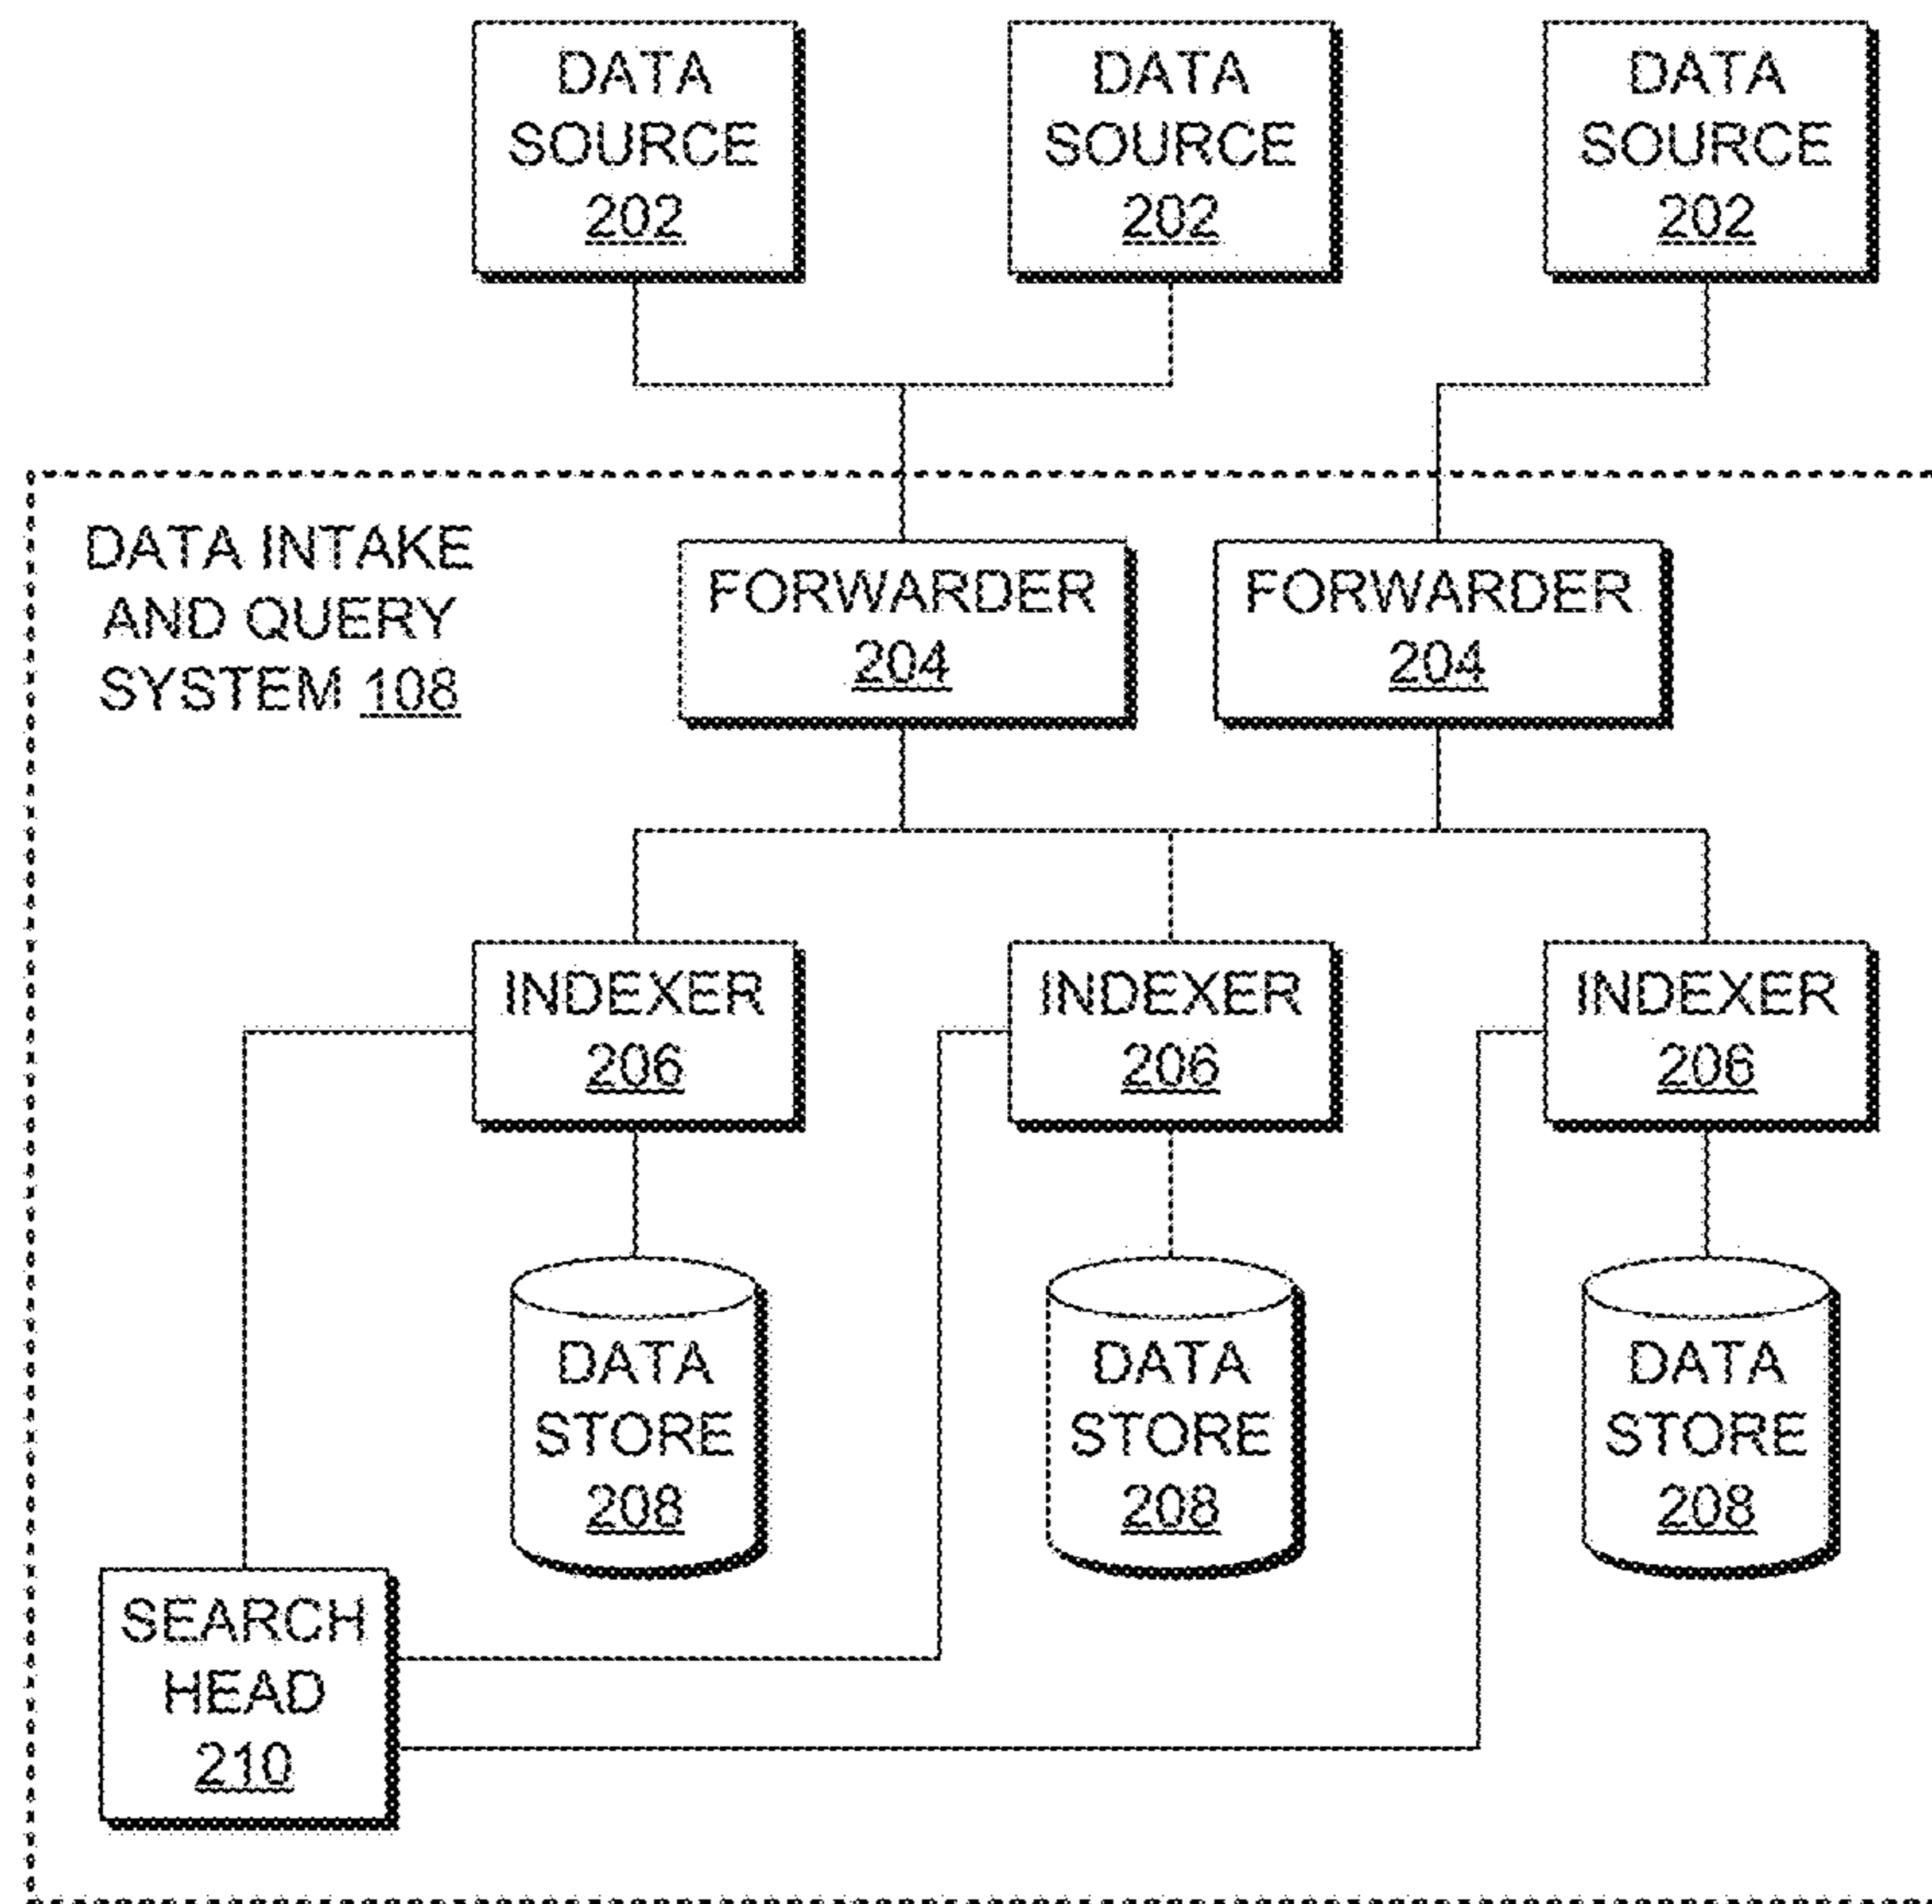 DATA
SOURCE
202
DATA
SOURCE
202
DATA
SOURCE
202
DATA INTAKE
AND QUERY
SYSTEM 108
FORWARDER
204
FORWARDER
204
INDEXER
206
INDEXER
206
INDEXER
206
DATA
STORE
208
DATA
STORE
208
DATA
STORE
208
SEARCH
HEAD
210